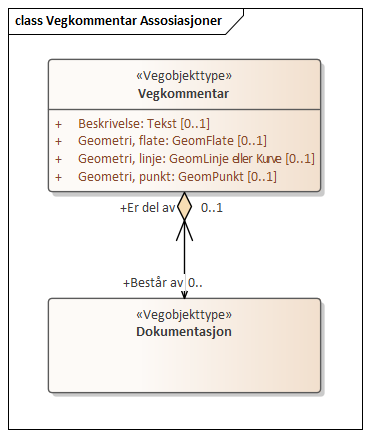 class Vegkommentar Assosiasjoner
«Vegobjekttype»
Vegkommentar
+ Beskrivelse: Tekst [0..1]
+ Geometri, flate: GeomFlate [0..1]
+ Geometri, linje: GeomLinje eller Kurve [0..1]
+ Geometri, punkt: GeomPunkt [0..1]
+Er del av 0..1
+Består av 0..
«Vegobjekttype»
Dokumentasjon